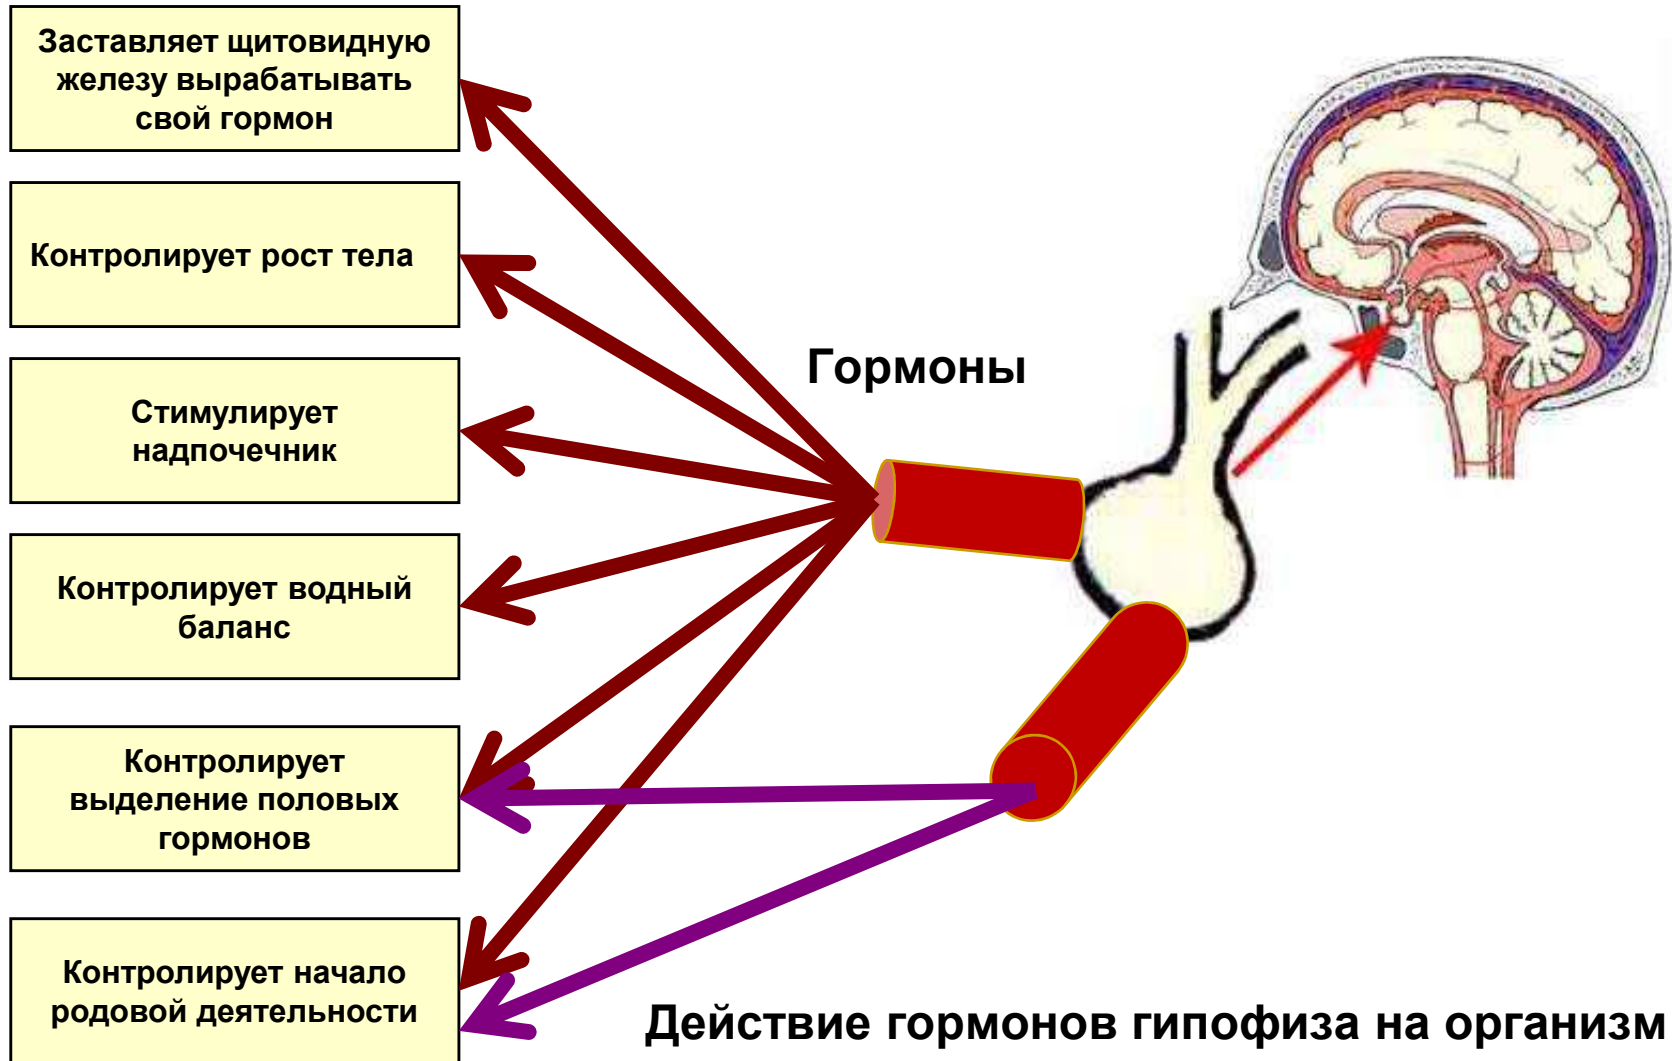 Заставляет щитовидную
железу вырабатывать
свой гормон
Контролирует рост тела
Гормоны
Стимулирует
надпочечник
Контролирует водный
баланс
Контролирует
выделение половых
гормонов
Контролирует начало
родовой деятельности
Действие гормонов гипофиза на организм